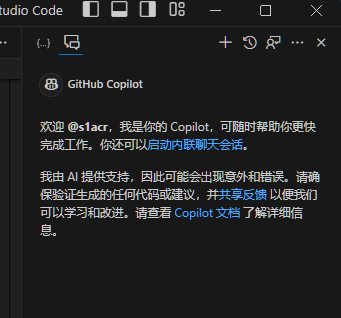 tudio Code
{...}
GitHub Copilot
欢迎 @s1acr，我是你的 Copilot，可随时帮助你更快
完成工作。你还可以启动内联聊天会话。
我由 AI 提供支持，因此可能会出现意外和错误。请确
保验证生成的任何代码或建议，并共享反馈 以便我们
可以学习和改进。请查看 Copilot 文档 了解详细信
息。